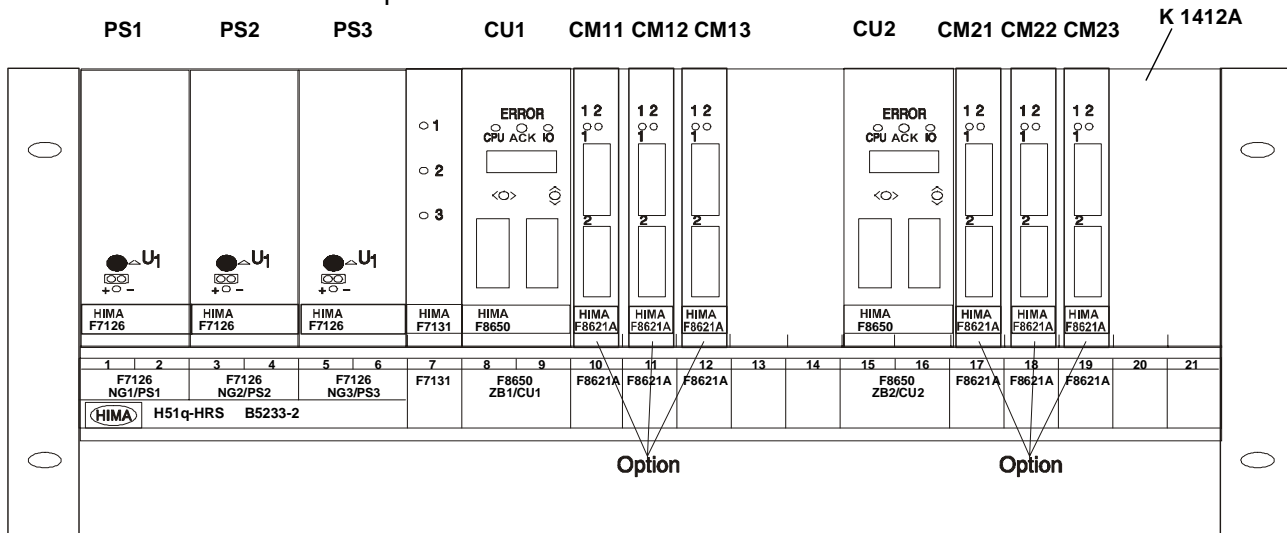 K 1412A
PS1 PS2 PS3 CU1 CM11 CM12 CM13 CU2 CM21 CM22 CM23
ERROR 1 2 1 2 1 2 ERROR 1 2 1 2 1 2
1 CPU ACK IO 1 1 1 CPU ACK IO 1 1 1
2
<> <>
3 2 2 2 2 2 2
U1 U1 U1
+ - + - + -
HIMA HIMA HIMA HIMA HIMA HIMA HIMA HIMA HIMA HIMA HIMA HIMA
F7126 F7126 F7126 F7131 F8650 F8621A F8621A F8621A F8650 F8621A F8621A F8621A
1 2 3 4 5 6 7 8 9 10 11 12 13 14 15 16 17 18 19 20 21
F7126 F7126 F7126 F7131 F8650 F8621A F8621A F8621A F8650 F8621A F8621A F8621A
NG1/PS1 NG2/PS2 NG3/PS3 ZB1/CU1 ZB2/CU2
HIMA H51q-HRS B5233-2
Option Option